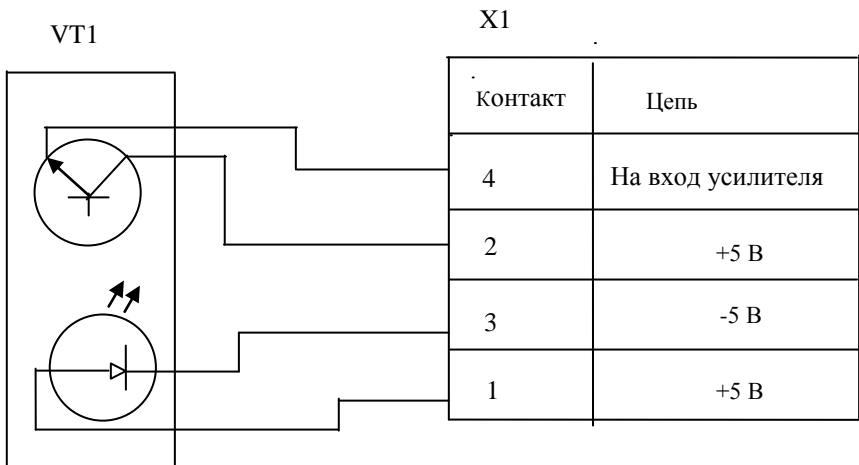 VT1
X1
Контакт Цепь
4 На вход усилителя
2 +5 В
3 -5 В
1 +5 В